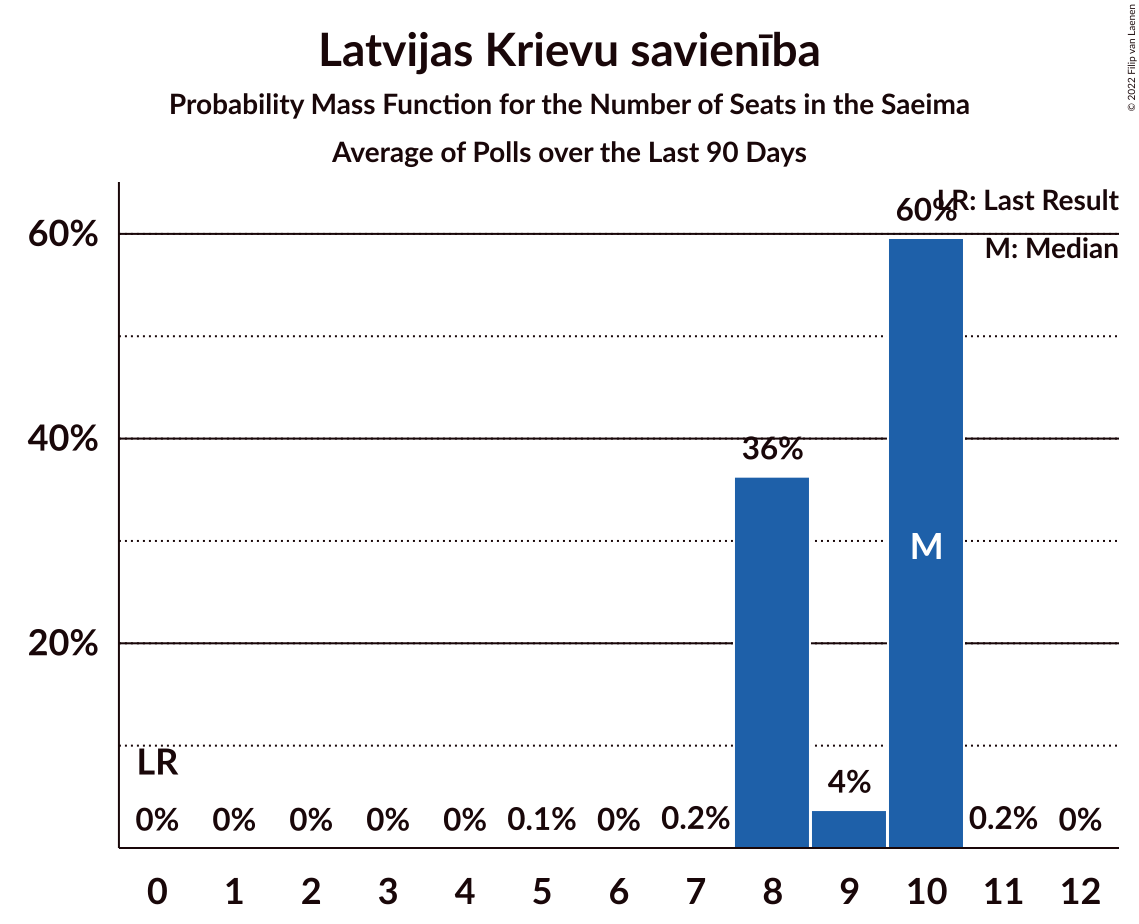 Latvijas Krievu savienība
Probability Mass Function for the Number of Seats in the Saeima
Average of Polls over the Last 90 Days
© 2022 Filip van Laenen
LR: Last Result
M: Median
60%
40%
20%
60%
36%
M
LR
4%
0% 0% 0% 0% 0% 0.1% 0% 0.2% 0.2% 0%
0 1 2 3 4 5 6 7 8 9 10 11 12